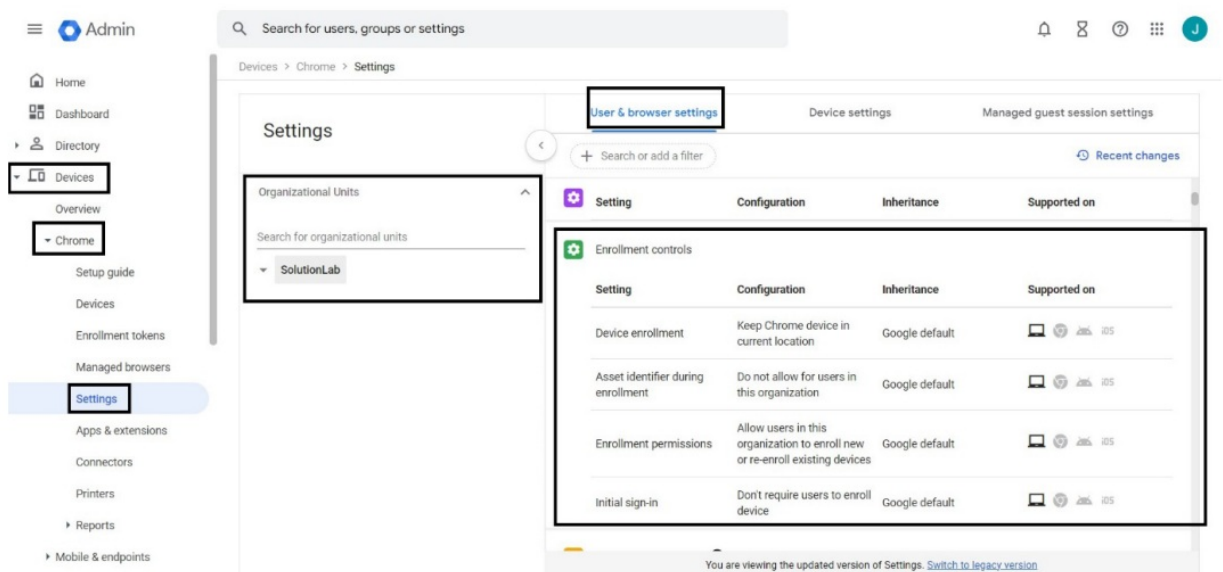 Admin
Search for users, groups or settings
J
Home
Dashboard
Directory
Devices
Overview
Chrome
Setup guide
Devices
Enrollment tokens
Managed browsers
Settings
Apps & extensions
Connectors
Printers
Reports
Mobile & endpoints
Devices > Chrome > Settings
Settings
Organizational Units
Search for organizational units
SolutionLab
User & browser settings
Device settings
Managed guest session settings
+ Search or add a filter
Recent changes
Setting Configuration Inheritance Supported on
Enrollment controls
Setting Configuration Inheritance Supported on
Device enrollment
Keep Chrome device in
current location
Google default
iOS
Asset identifier during
enrollment
Do not allow for users in
this organization
Google default
iOS
Enrollment permissions
Allow users in this
organization to enroll new
or re-enroll existing devices
Google default
iOS
Initial sign-in
Don't require users to enroll
device
Google default
iOS
You are viewing the updated version of Settings. Switch to legacy version